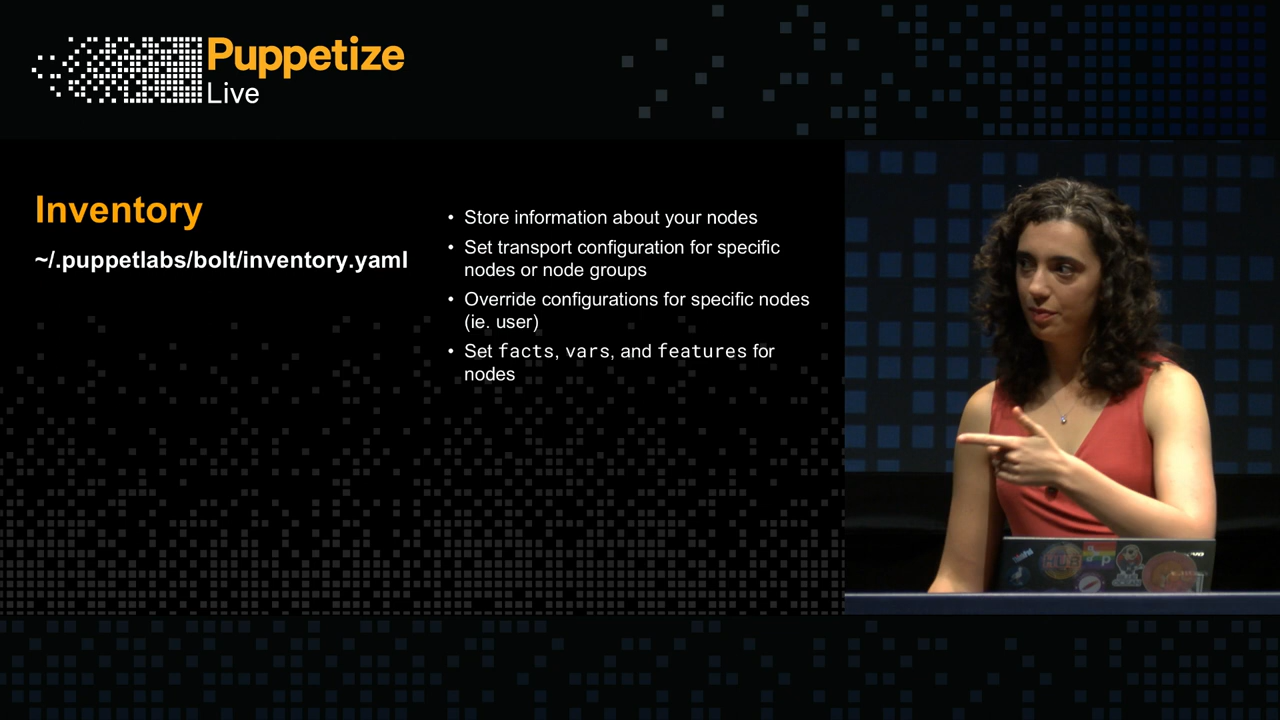 Puppetize
Live
Inventory
~/.puppetlabs/bolt/inventory.yaml
• Store information about your nodes
• Set transport configuration for specific
nodes or node groups
• Override configurations for specific nodes
(ie. user)
• Set facts, vars, and features for
nodes